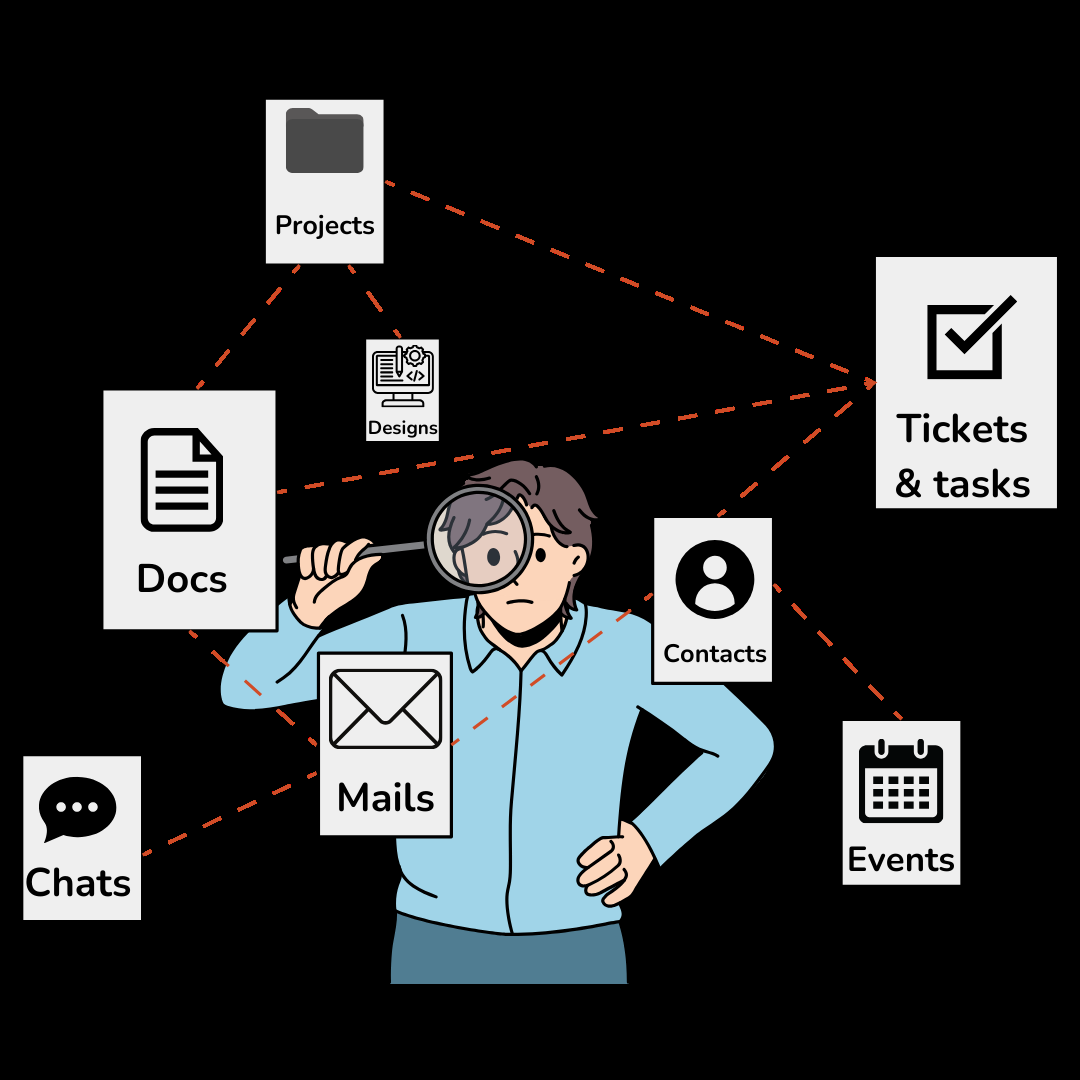 Projects
Designs
Tickets
& tasks
Docs
Contacts
Mails
Events
Chats